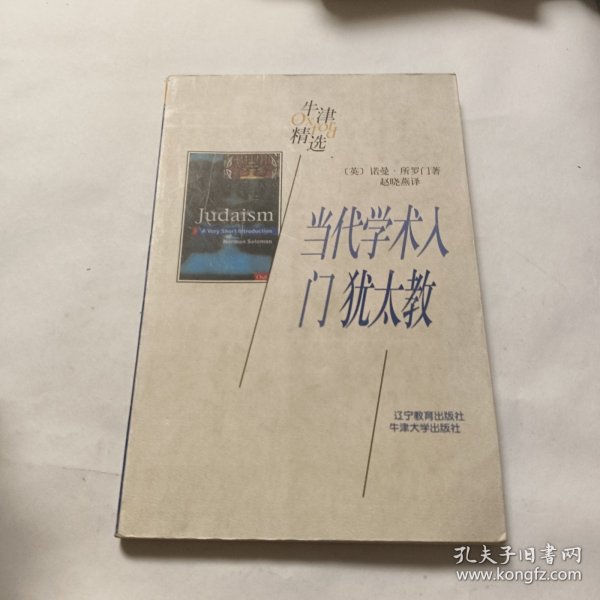 牛津
Oxford
精选
(英)诺曼·所罗门著
赵晓燕译
Judaism
A Very Short Introduction
Norman Solomon
当代学术入
门 犹太教
辽宁教育出版社
牛津大学出版社
孔夫子旧书网
www.kongfz.com